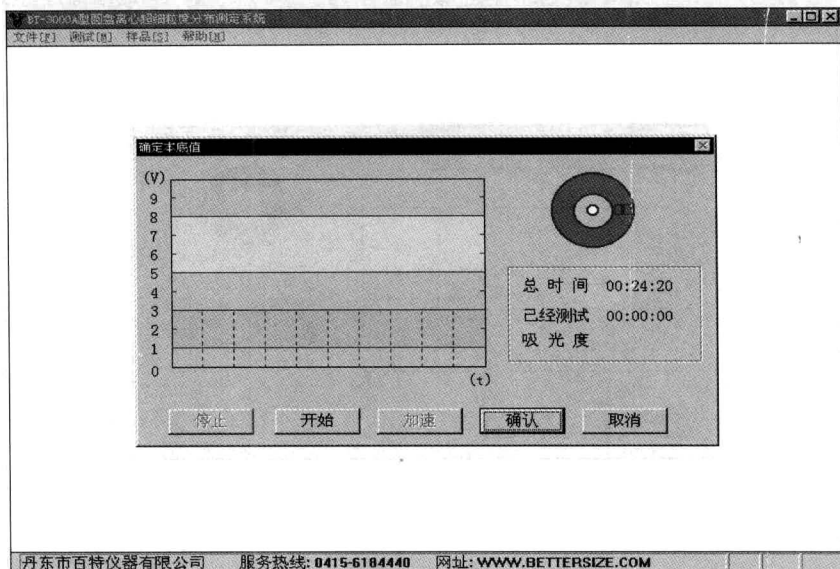 BT-3000A型圆盘离心超细粒度分布测定系统
文件[F] 测试[M] 样品[S] 帮助[H]
确定本底值
(V)
9
8
7
6
5
4
3
2
1
0
(t)
总时间 00:24:20
已经测试 00:00:00
吸光度
停止 开始 加速 确认 取消
丹东市百特仪器有限公司 服务热线: 0415-6184440 网址: WWW.BETTERSIZE.COM